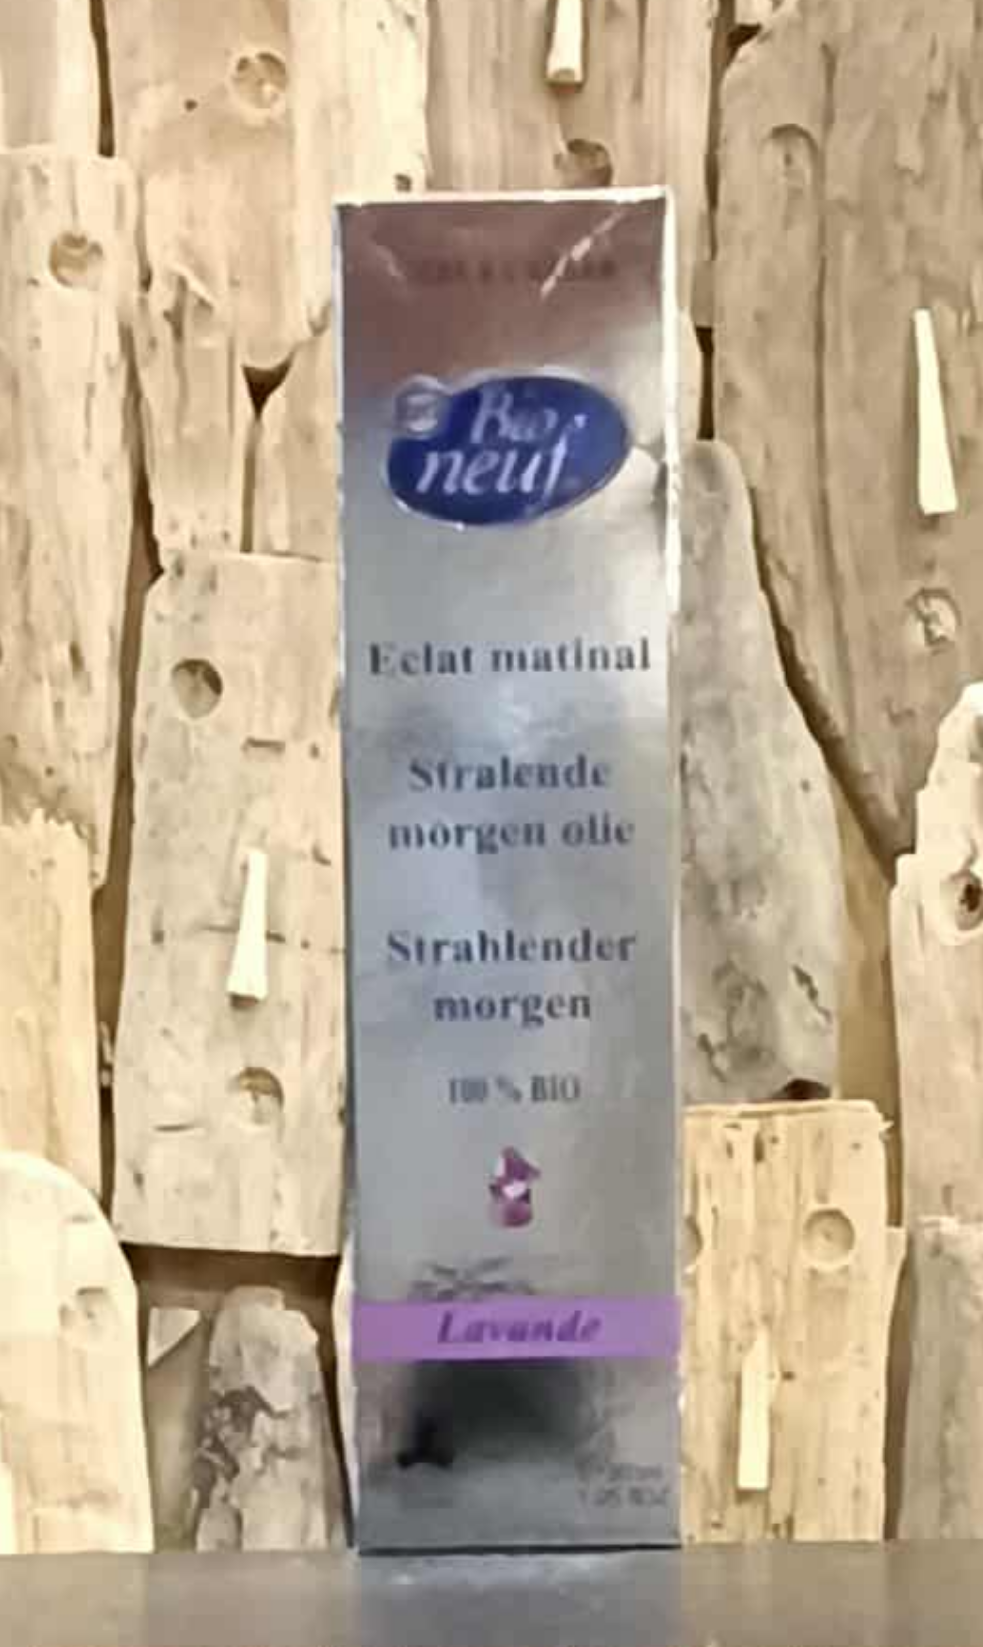 Bio
neuf
Eclat matinal
Stralende
morgen olie
Strahlender
morgen
100 % BIO
Lavande